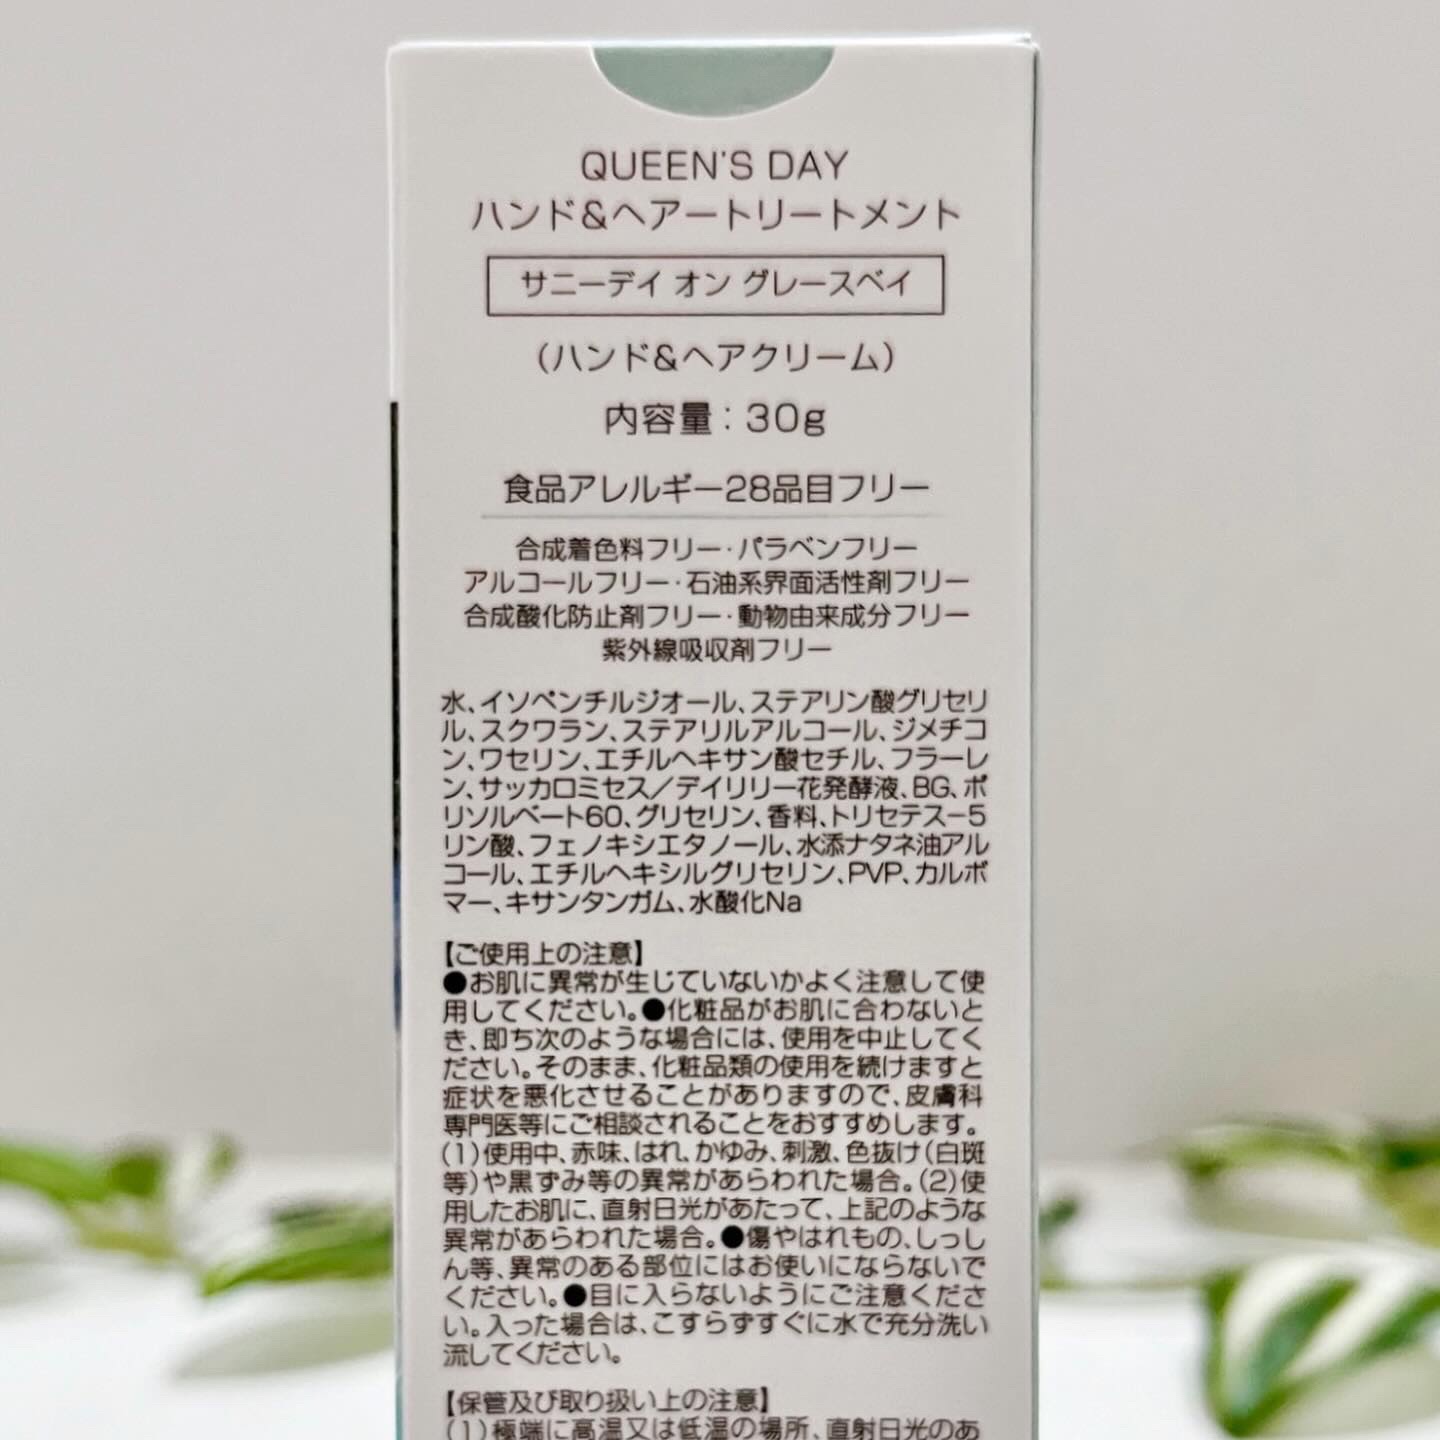 QUEEN'S DAY
ハンド&ヘアートリートメント
サニーデイ オン グレースベイ
(ハンド&ヘアクリーム)
内容量：30g
食品アレルギー28品目フリー
合成着色料フリー・パラベンフリー
アルコールフリー・石油系界面活性剤フリー
合成酸化防止剤フリー・動物由来成分フリー
紫外線吸収剤フリー
水、イソペンチルジオール、ステアリン酸グリセリ
ル、スクワラン、ステアリルアルコール、ジメチコ
ン、ワセリン、エチルヘキサン酸セチル、フラーレ
ン、サッカロミセス／デイリリー花発酵液、BG、ポ
リソルベート60、グリセリン、香料、トリセテス－5
リン酸、フェノキシエタノール、水添ナタネ油アル
コール、エチルヘキシルグリセリン、PVP、カルボ
マー、キサンタンガム、水酸化Na
【ご使用上の注意】
●お肌に異常が生じていないかよく注意して使
用してください。●化粧品がお肌に合わないと
き、即ち次のような場合には、使用を中止してく
ださい。そのまま、化粧品類の使用を続けますと
症状を悪化させることがありますので、皮膚科
専門医等にご相談されることをおすすめします。
(1)使用中、赤味、はれ、かゆみ、刺激、色抜け(白斑
等)や黒ずみ等の異常があらわれた場合。(2)使
用したお肌に、直射日光があたって、上記のような
異常があらわれた場合。●傷やはれもの、しっし
ん等、異常のある部位にはお使いにならないで
ください。●目に入らないようにご注意くださ
い。入った場合は、こすらずすぐに水で充分洗い
流してください。
【保管及び取り扱い上の注意】
(1)極端に高温又は低温の場所、直射日光のあ